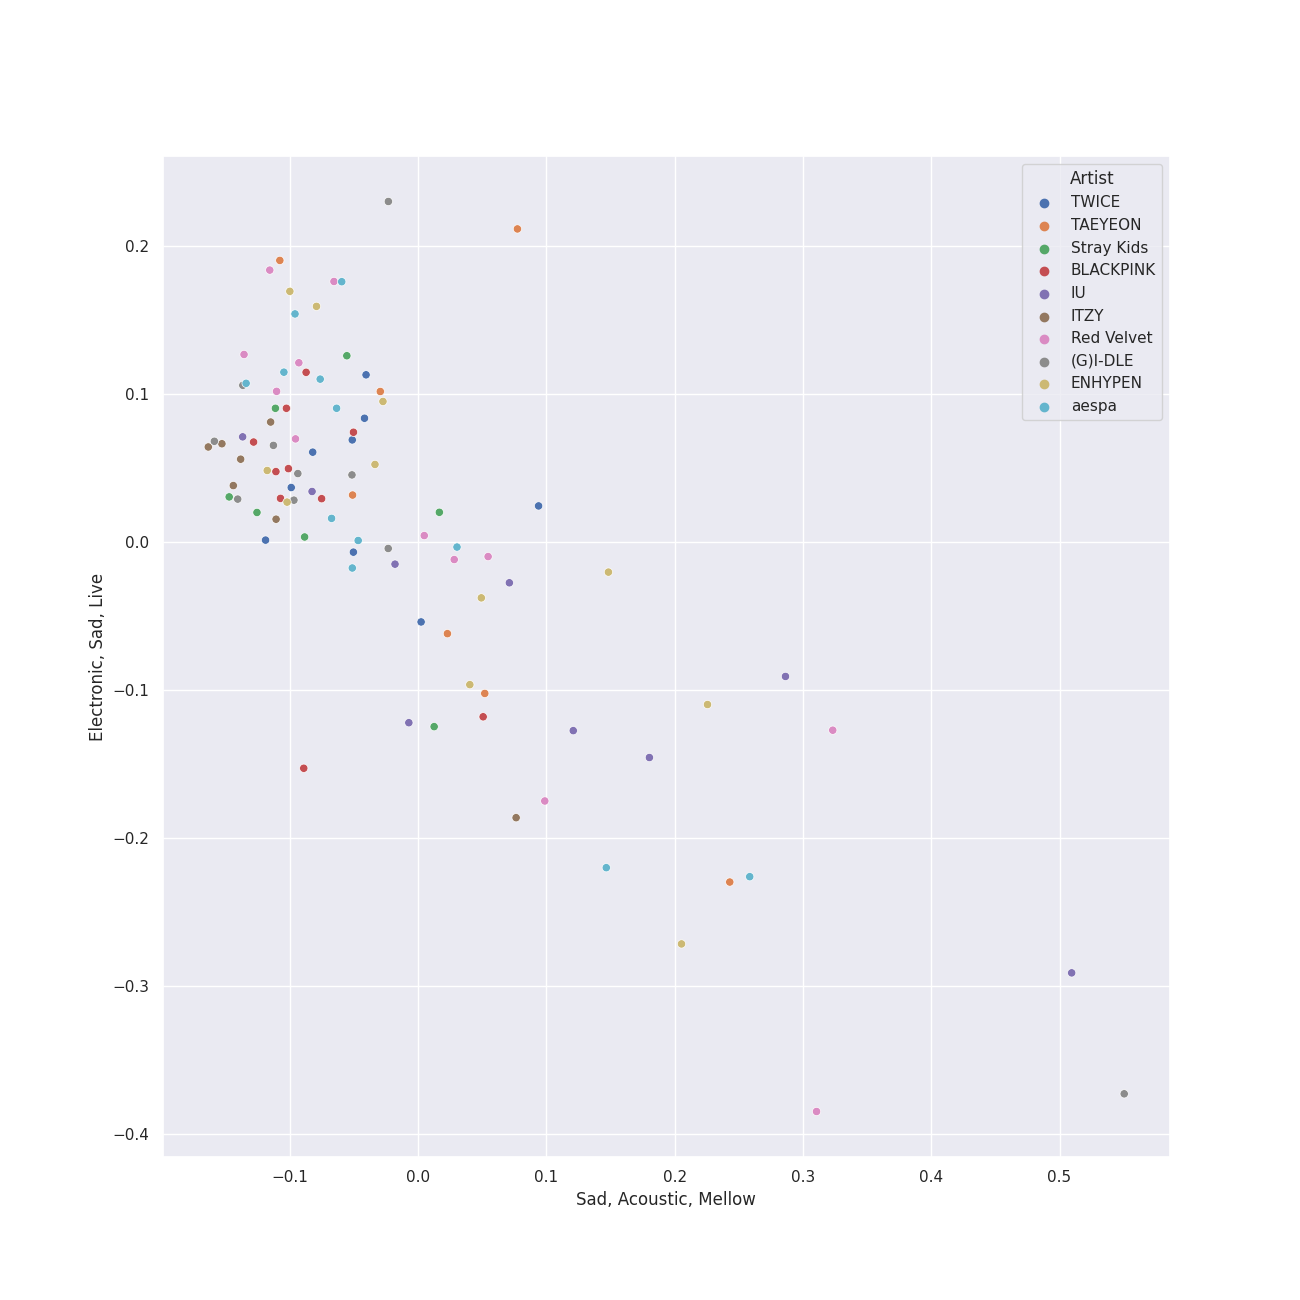 Artist
TWICE
TAEYEON
Stray Kids
BLACKPINK
IU
ITZY
Red Velvet
(G)I-DLE
ENHYPEN
aespa
0.2
0.1
0.0
−0.1
−0.2
−0.3
−0.4
Electronic, Sad, Live
−0.1 0.0 0.1 0.2 0.3 0.4 0.5
Sad, Acoustic, Mellow